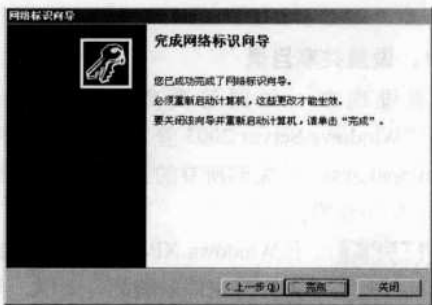 网络标识向导
完成网络标识向导
您已成功完成了网络标识向导。
必须重新启动计算机，这些更改才能生效。
要关闭该向导并重新启动计算机，请单击“完成”。
<上一步(B) 完成 关闭